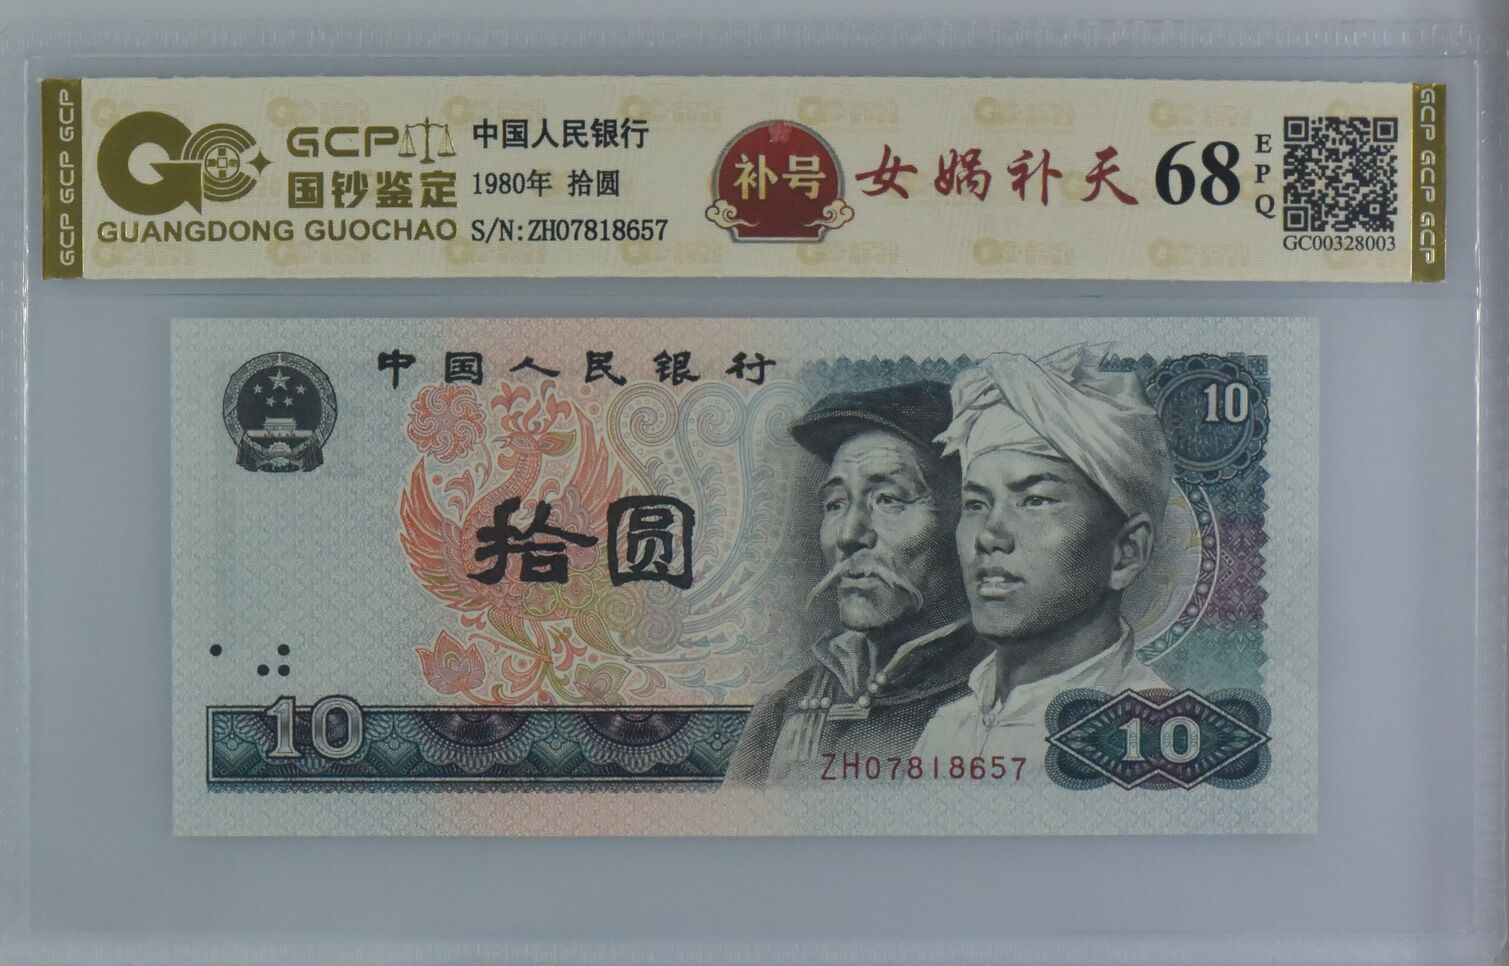 GCP GCP GCP
GCP
国钞鉴定
GUANGDONG GUOCHAO
中国人民银行
1980年 拾圆
S/N:ZH07818657
补号
女娲补天
68
EPQ
GC00328003
GCP GCP GCP
中国人民银行
10
拾圆
10
ZH07818657
10